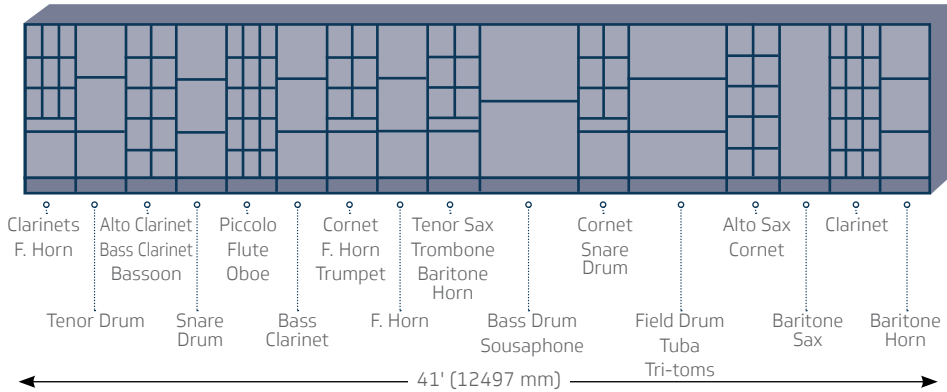 Clarinets
F. Horn
Tenor Drum
Alto Clarinet
Bass Clarinet
Bassoon
Snare
Drum
Piccolo
Flute
Oboe
Bass
Clarinet
Cornet
F. Horn
Trumpet
F. Horn
Tenor Sax
Trombone
Baritone
Horn
Bass Drum
Sousaphone
Cornet
Snare
Drum
Field Drum
Tuba
Tri-toms
Alto Sax
Cornet
Baritone
Sax
Clarinet
Baritone
Horn
41' (12497 mm)